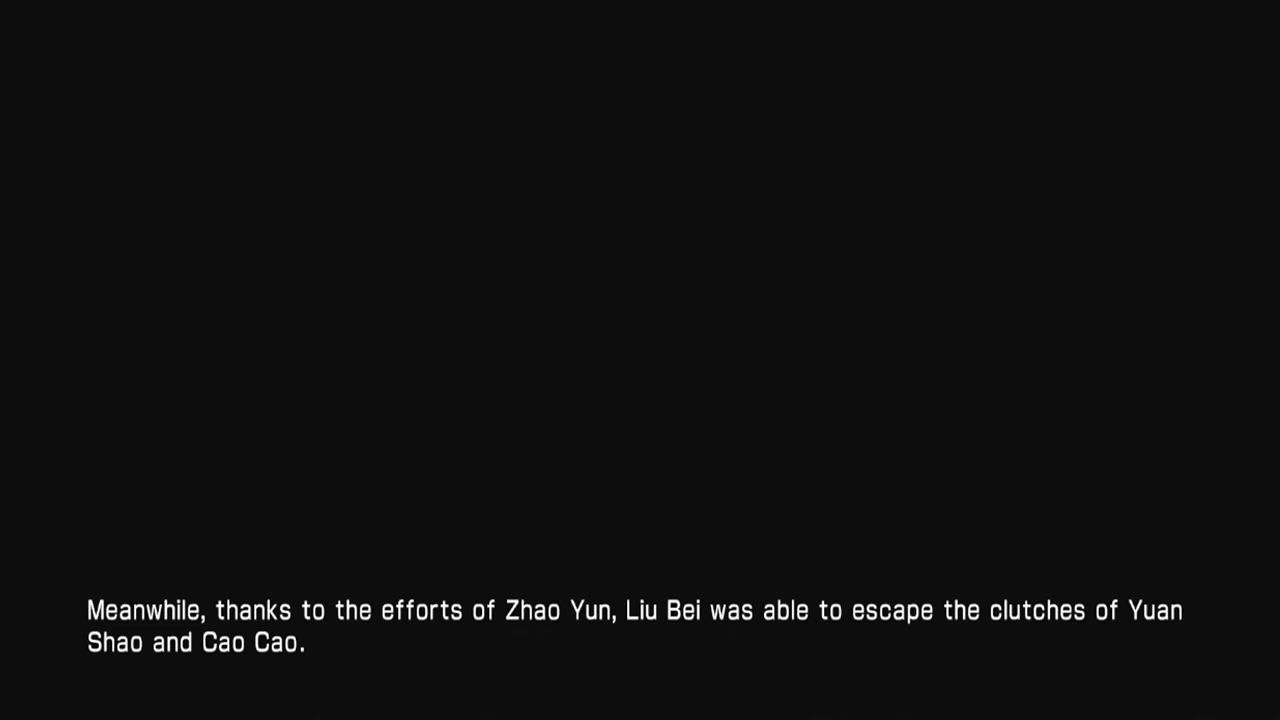 Meanwhile, thanks to the efforts of Zhao Yun, Liu Bei was able to escape the clutches of Yuan
Shao and Cao Cao.